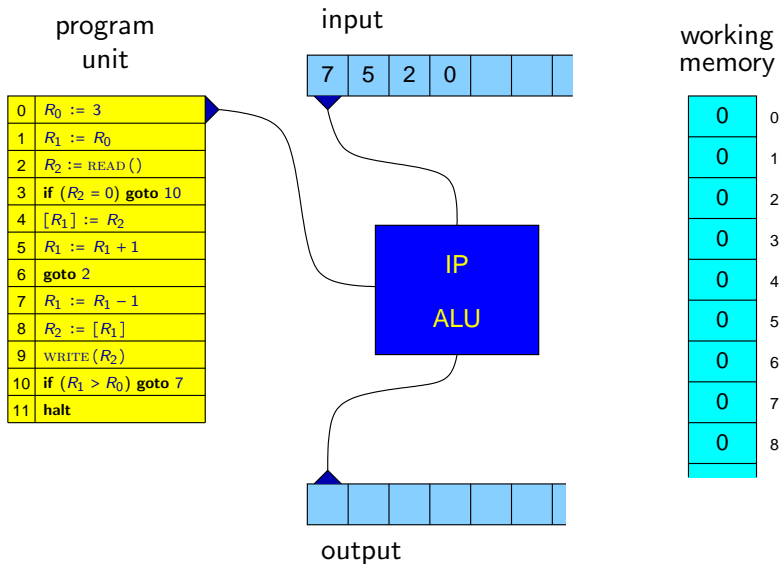 program
unit
0 R0 := 3
1 R1 := R0
2 R2 := READ()
3 if (R2 = 0) goto 10
4 [R1] := R2
5 R1 := R1 + 1
6 goto 2
7 R1 := R1 − 1
8 R2 := [R1]
9 WRITE(R2)
10 if (R1 > R0) goto 7
11 halt
input
7 5 2 0
IP
ALU
output
working
memory
0 0
0 1
0 2
0 3
0 4
0 5
0 6
0 7
0 8